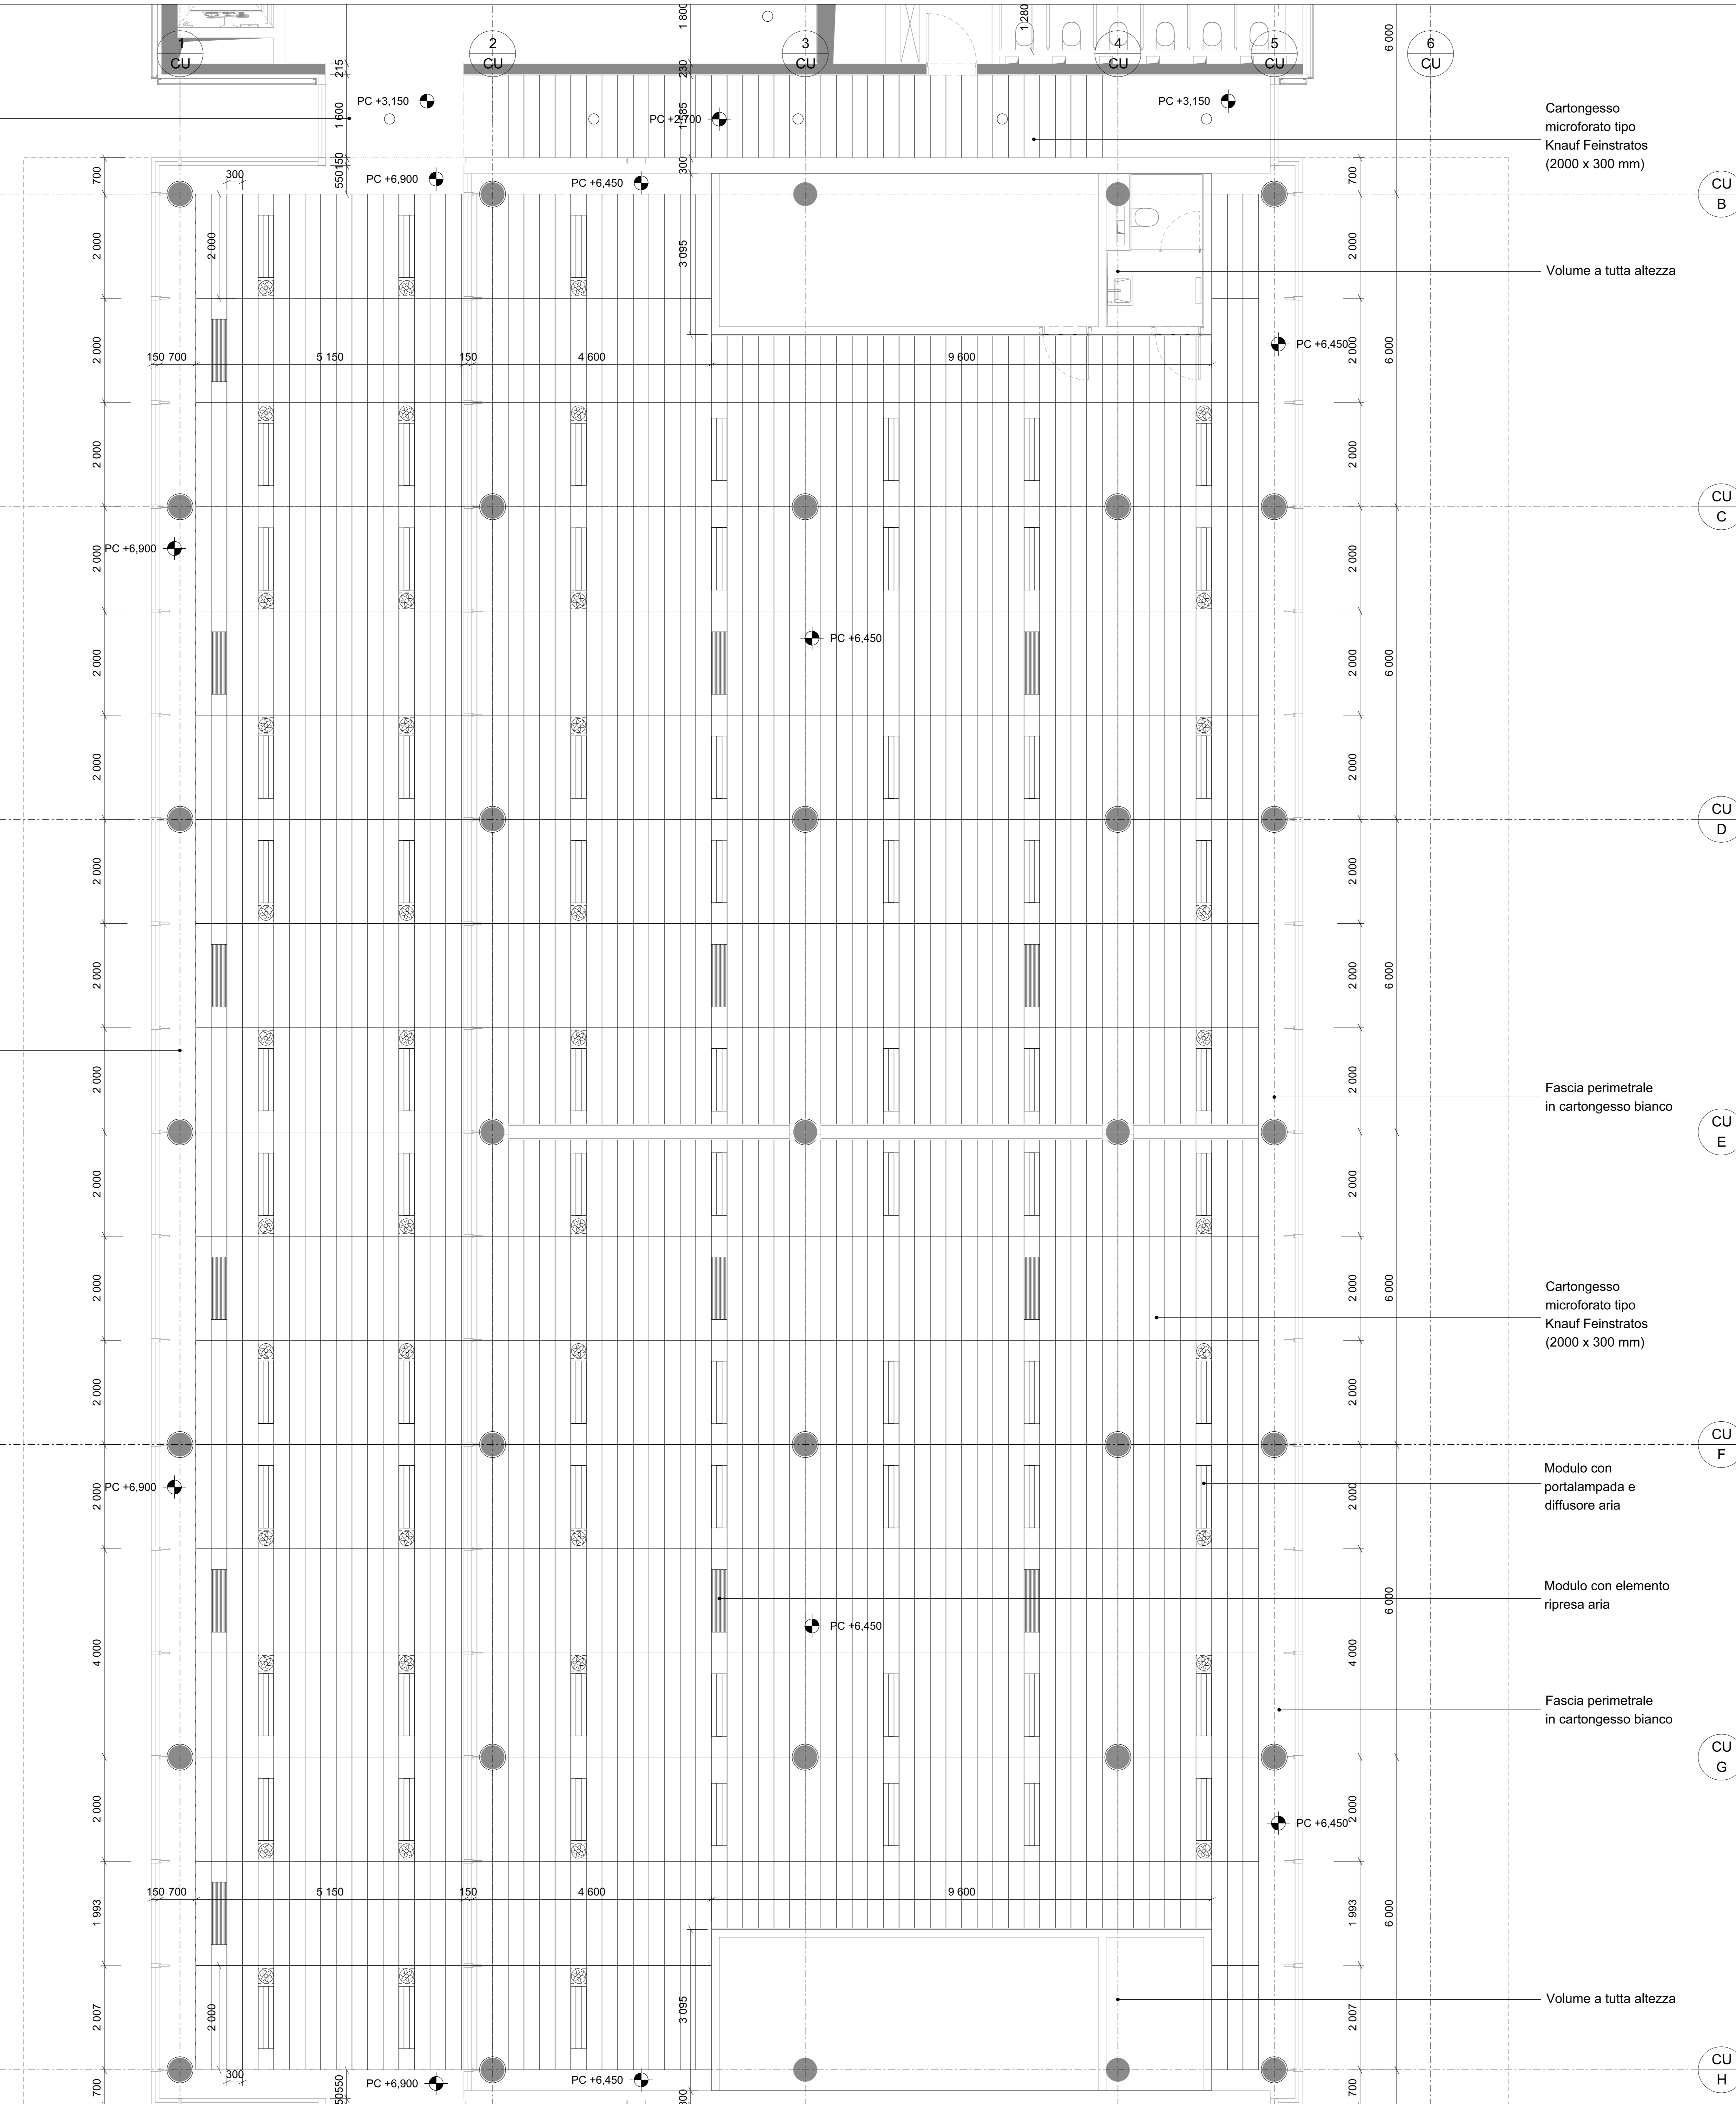 1 800
1 280
6 000
1
CU
2
CU
3
CU
4
CU
5
CU
6
CU
215
230
PC +3,150
PC +3,150
1 600
PC +2,700
1 585
Cartongesso
microforato tipo
Knauf Feinstratos
(2000 x 300 mm)
150
550
300
700
300
PC +6,900
PC +6,450
700
CU
B
2 000
2 000
3 095
2 000
Volume a tutta altezza
2 000
PC +6,450
2 000
6 000
150
700
5 150
150
4 600
9 600
2 000
2 000
CU
C
PC +6,900
2 000
2 000
PC +6,450
2 000
2 000
6 000
2 000
2 000
CU
D
2 000
2 000
2 000
2 000
6 000
2 000
2 000
Fascia perimetrale
in cartongesso bianco
CU
E
2 000
2 000
2 000
2 000
6 000
Cartongesso
microforato tipo
Knauf Feinstratos
(2000 x 300 mm)
2 000
2 000
CU
F
PC +6,900
2 000
2 000
Modulo con
portalampada e
diffusore aria
Modulo con elemento
ripresa aria
6 000
PC +6,450
4 000
4 000
Fascia perimetrale
in cartongesso bianco
CU
G
2 000
2 000
PC +6,450
150
700
5 150
150
4 600
9 600
1 993
1 993
6 000
2 007
2 000
3 095
2 007
Volume a tutta altezza
CU
H
300
PC +6,900
PC +6,450
700
550
700